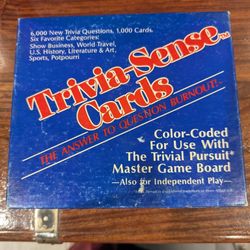 6,000 New Trivia Questions, 1,000 Cards.
Six Favorite Categories:
Show Business, World Travel,
U.S. History, Literature & Art,
Sports, Potpourri
Trivia-Sense™
Cards
THE ANSWER TO QUESTION BURNOUT!
Color-Coded
For Use With
The Trivial Pursuit*
Master Game Board
—Also for Independent Play—